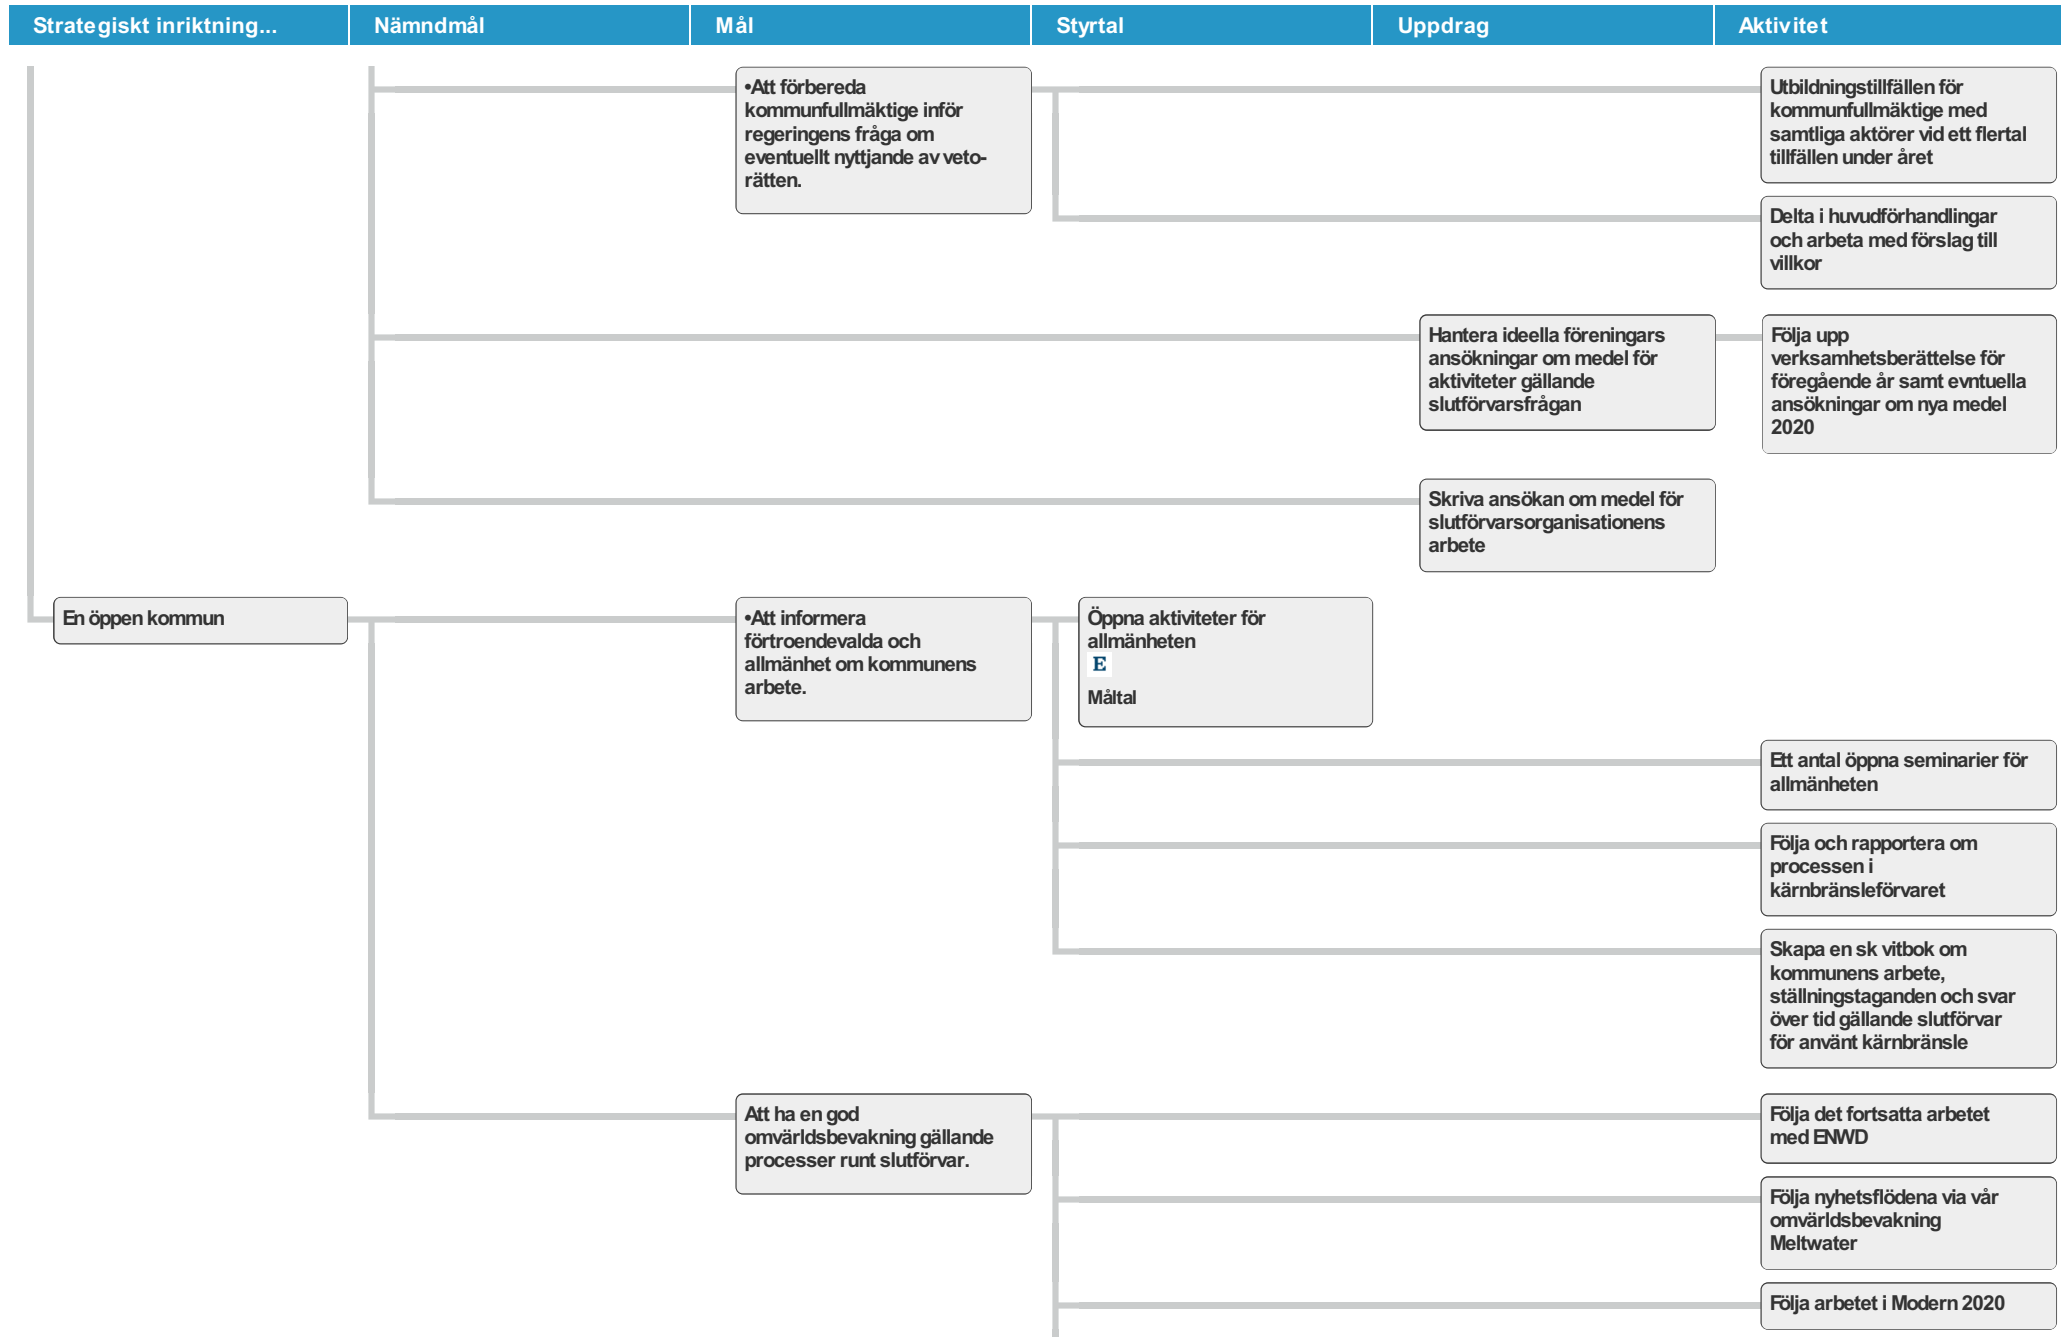 Strategiskt inriktning...
Nämndmål
Mål
Styrtal
Uppdrag
Aktivitet
•Att förbereda
kommunfullmäktige inför
regeringens fråga om
eventuellt nyttjande av veto-
rätten.
Utbildningstillfällen för
kommunfullmäktige med
samtliga aktörer vid ett flertal
tillfällen under året
Delta i huvudförhandlingar
och arbeta med förslag till
villkor
Hantera ideella föreningars
ansökningar om medel för
aktiviteter gällande
slutförvarsfrågan
Följa upp
verksamhetsberättelse för
föregående år samt evntuella
ansökningar om nya medel
2020
Skriva ansökan om medel för
slutförvarsorganisationens
arbete
En öppen kommun
•Att informera
förtroendevalda och
allmänhet om kommunens
arbete.
Öppna aktiviteter för
allmänheten
E
Måltal
Ett antal öppna seminarier för
allmänheten
Följa och rapportera om
processen i
kärnbränsleförvaret
Skapa en sk vitbok om
kommunens arbete,
ställningstaganden och svar
över tid gällande slutförvar
för använt kärnbränsle
Att ha en god
omvärldsbevakning gällande
processer runt slutförvar.
Följa det fortsatta arbetet
med ENWD
Följa nyhetsflödena via vår
omvärldsbevakning
Meltwater
Följa arbetet i Modern 2020